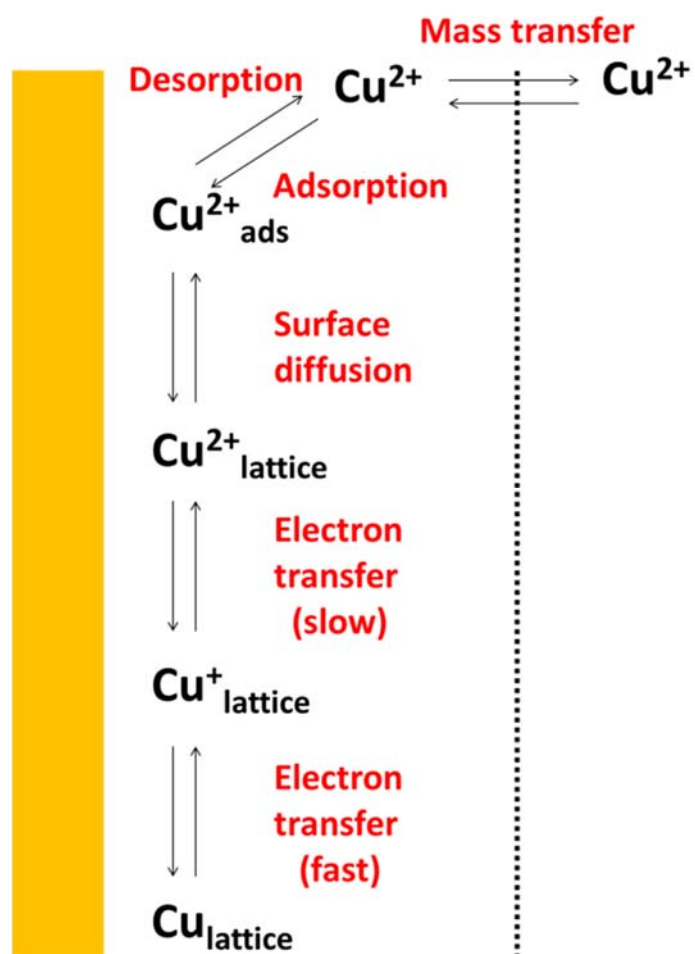 Mass transfer
Desorption
Cu²⁺
Cu²⁺
Adsorption
Cu²⁺ads
Surface
diffusion
Cu²⁺lattice
Electron
transfer
(slow)
Cu⁺lattice
Electron
transfer
(fast)
Culattice